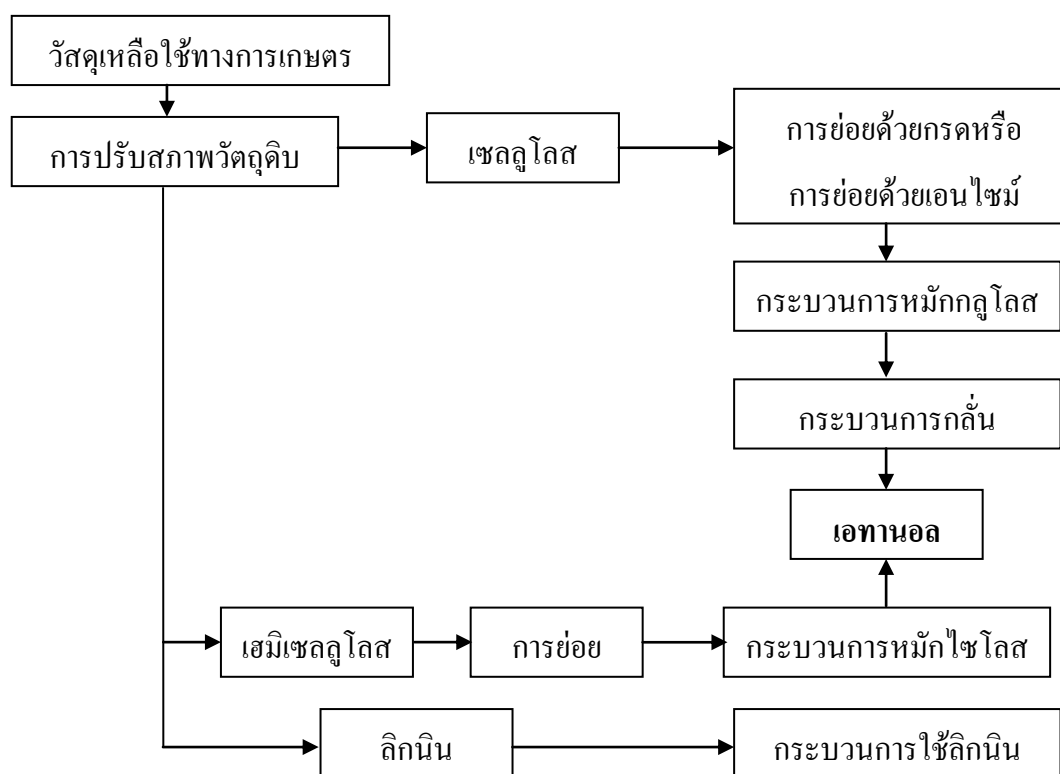 วัสดุเหลือใช้ทางการเกษตร
การปรับสภาพวัตถุดิบ
เซลลูโลส
การย่อยด้วยกรดหรือ
การย่อยด้วยเอนไซม์
กระบวนการหมักกลูโลส
กระบวนการกลั่น
เอทานอล
เฮมิเซลลูโลส
การย่อย
กระบวนการหมักไซโลส
ลิกนิน
กระบวนการใช้ลิกนิน